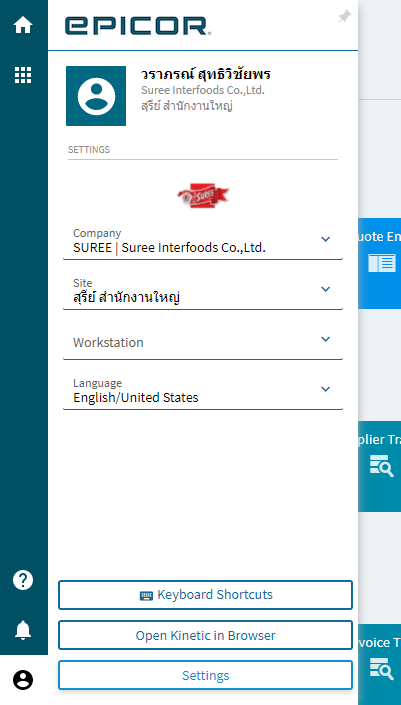 EPICOR
วราภรณ์ สุทธิวิชัยพร
Suree Interfoods Co.,Ltd.
สุรีย์ สำนักงานใหญ่
SETTINGS
Suree
Company
SUREE | Suree Interfoods Co.,Ltd.
Site
สุรีย์ สำนักงานใหญ่
Workstation
Language
English/United States
Keyboard Shortcuts
Open Kinetic in Browser
Settings
uote En
plier Tra
voice T